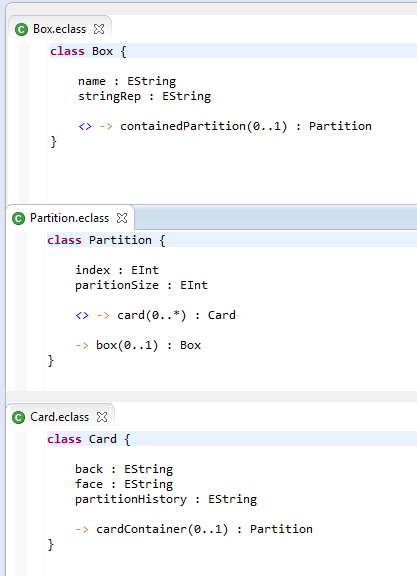 Box.eclass
class Box {
name : EString
stringRep : EString
<> -> containedPartition(0..1) : Partition
}
Partition.eclass
class Partition {
index : EInt
paritionSize : EInt
<> -> card(0..*) : Card
-> box(0..1) : Box
}
Card.eclass
class Card {
back : EString
face : EString
partitionHistory : EString
-> cardContainer(0..1) : Partition
}